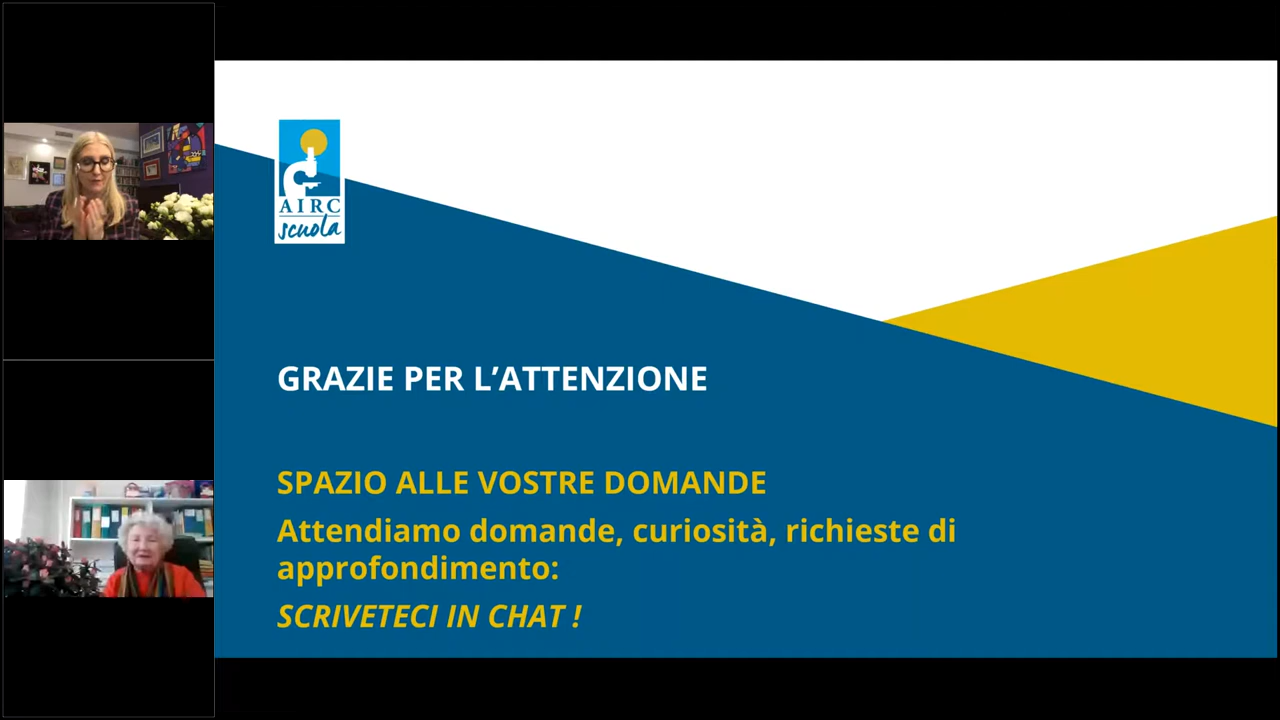 AIRC
scuola
GRAZIE PER L’ATTENZIONE
SPAZIO ALLE VOSTRE DOMANDE
Attendiamo domande, curiosità, richieste di
approfondimento:
SCRIVETECI IN CHAT !